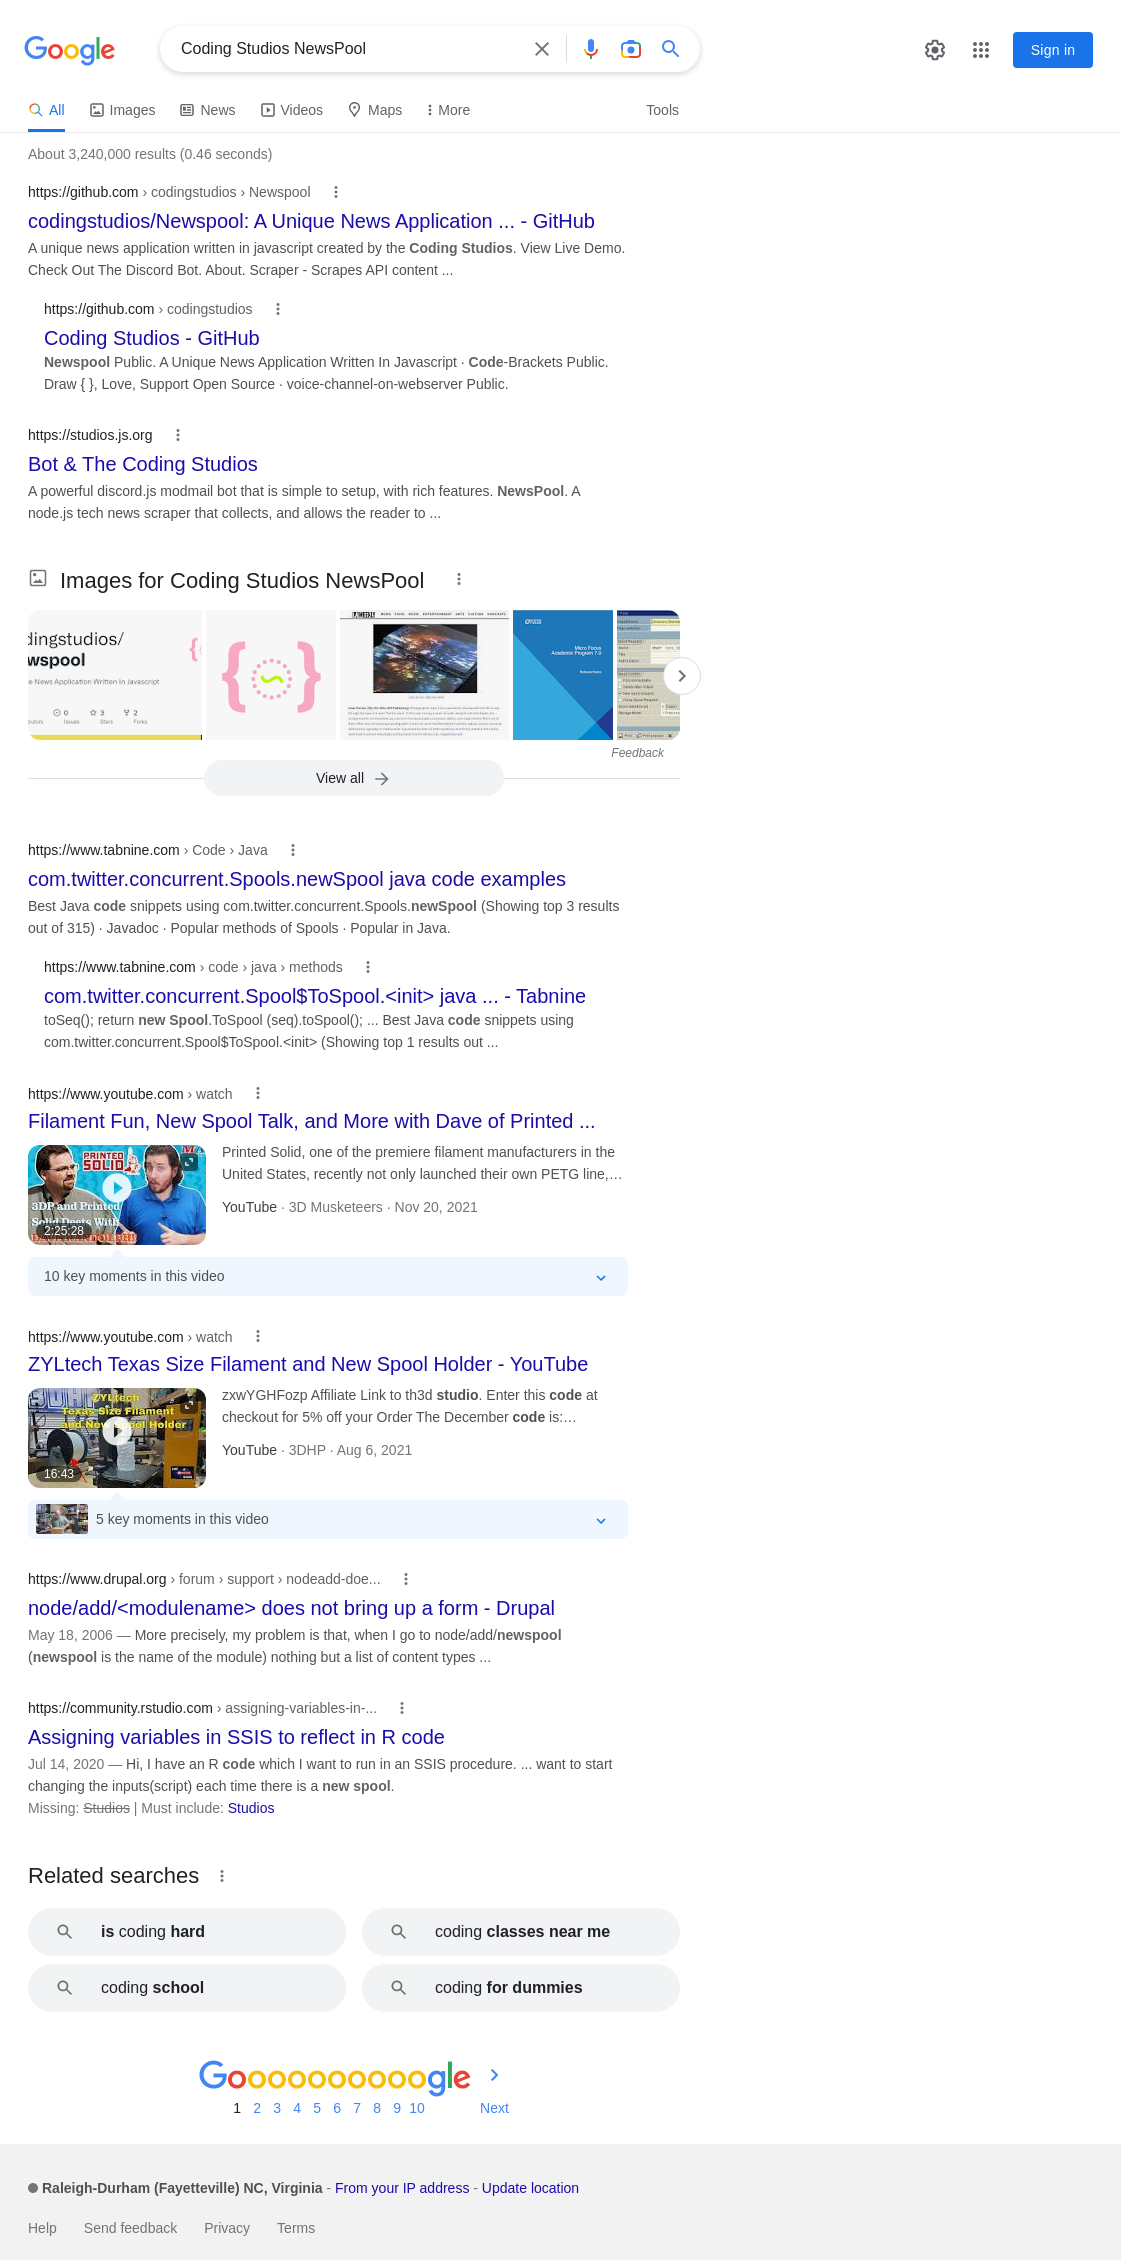 Google
Coding Studios NewsPool
Sign in
All
Images
News
Videos
Maps
More
Tools
About 3,240,000 results (0.46 seconds)
https://github.com › codingstudios › Newspool
codingstudios/Newspool: A Unique News Application ... - GitHub
A unique news application written in javascript created by the Coding Studios. View Live Demo.
Check Out The Discord Bot. About. Scraper - Scrapes API content ...
https://github.com › codingstudios
Coding Studios - GitHub
Newspool Public. A Unique News Application Written In Javascript · Code-Brackets Public.
Draw { }, Love, Support Open Source · voice-channel-on-webserver Public.
https://studios.js.org
Bot & The Coding Studios
A powerful discord.js modmail bot that is simple to setup, with rich features. NewsPool. A
node.js tech news scraper that collects, and allows the reader to ...
Images for Coding Studios NewsPool
dingstudios/
wspool
e News Application Written In Javascript
0
3
2
Issues
Stars
Forks
Micro Focus
Academic Program 7.0
Feedback
View all
https://www.tabnine.com › Code › Java
com.twitter.concurrent.Spools.newSpool java code examples
Best Java code snippets using com.twitter.concurrent.Spools.newSpool (Showing top 3 results
out of 315) · Javadoc · Popular methods of Spools · Popular in Java.
https://www.tabnine.com › code › java › methods
com.twitter.concurrent.Spool$ToSpool.<init> java ... - Tabnine
toSeq(); return new Spool.ToSpool (seq).toSpool(); ... Best Java code snippets using
com.twitter.concurrent.Spool$ToSpool.<init> (Showing top 1 results out ...
https://www.youtube.com › watch
Filament Fun, New Spool Talk, and More with Dave of Printed ...
PRINTED
SOLID
3DP and Printed
Solid Deets With
2:25:28
Printed Solid, one of the premiere filament manufacturers in the
United States, recently not only launched their own PETG line,...
YouTube · 3D Musketeers · Nov 20, 2021
10 key moments in this video
https://www.youtube.com › watch
ZYLtech Texas Size Filament and New Spool Holder - YouTube
ZYLtech
Texas Size Filament
and New Spool Holder
16:43
zxwYGHFozp Affiliate Link to th3d studio. Enter this code at
checkout for 5% off your Order The December code is:...
YouTube · 3DHP · Aug 6, 2021
5 key moments in this video
https://www.drupal.org › forum › support › nodeadd-doe...
node/add/<modulename> does not bring up a form - Drupal
May 18, 2006 — More precisely, my problem is that, when I go to node/add/newspool
(newspool is the name of the module) nothing but a list of content types ...
https://community.rstudio.com › assigning-variables-in-...
Assigning variables in SSIS to reflect in R code
Jul 14, 2020 — Hi, I have an R code which I want to run in an SSIS procedure. ... want to start
changing the inputs(script) each time there is a new spool.
Missing: Studios | Must include: Studios
Related searches
is coding hard
coding classes near me
coding school
coding for dummies
Goooooooooogle
1 2 3 4 5 6 7 8 9 10 Next
Raleigh-Durham (Fayetteville) NC, Virginia - From your IP address - Update location
Help Send feedback Privacy Terms